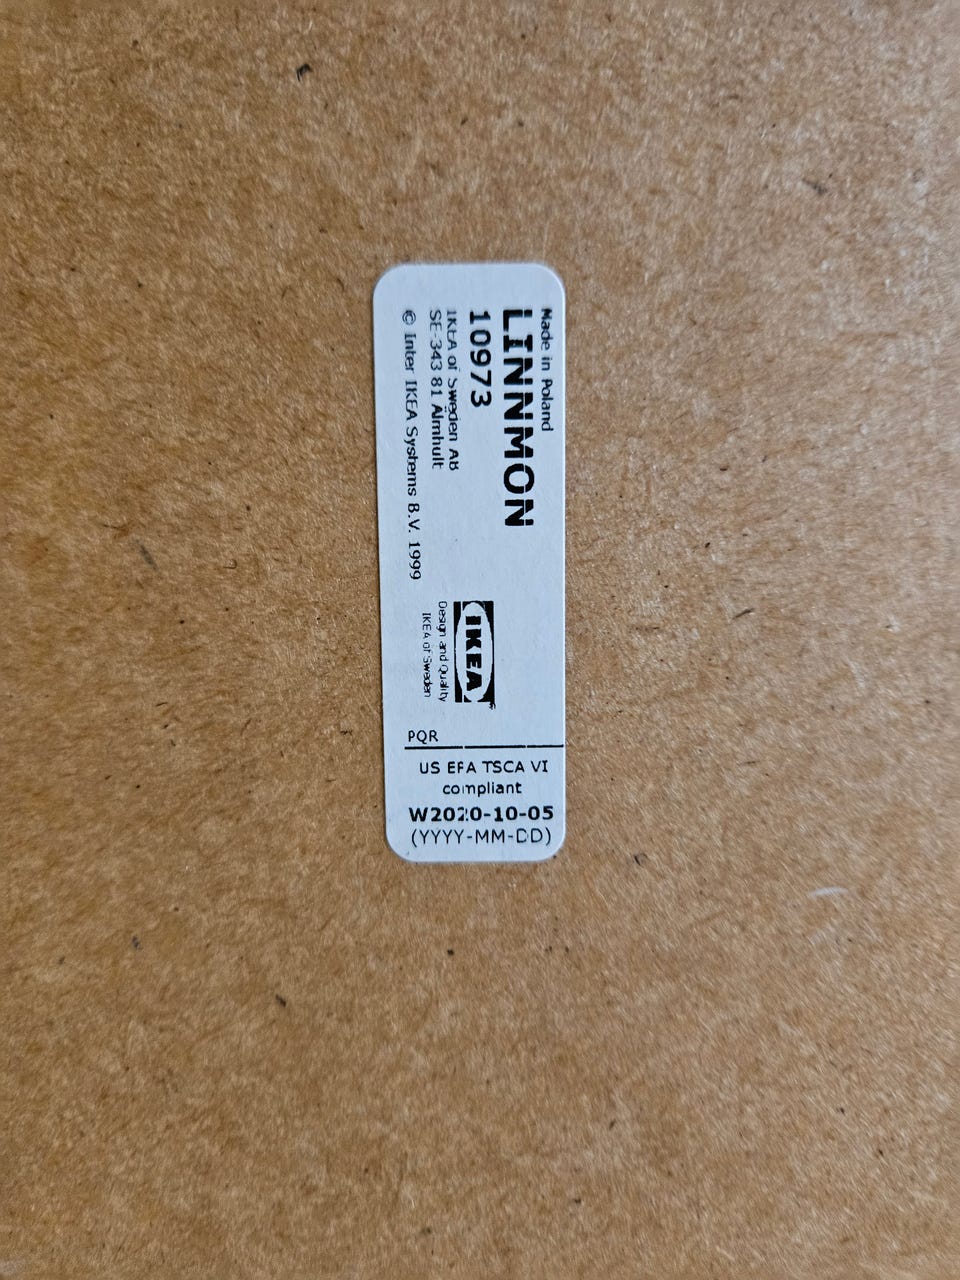 Made in Poland
LINNMON
10973
IKEA of Sweden AB
SE-343 81 Älmhult
© Inter IKEA Systems B.V. 1999
IKEA®
Design and Quality
IKEA of Sweden
PQR
US EPA TSCA VI
compliant
W2020-10-05
(YYYY-MM-DD)